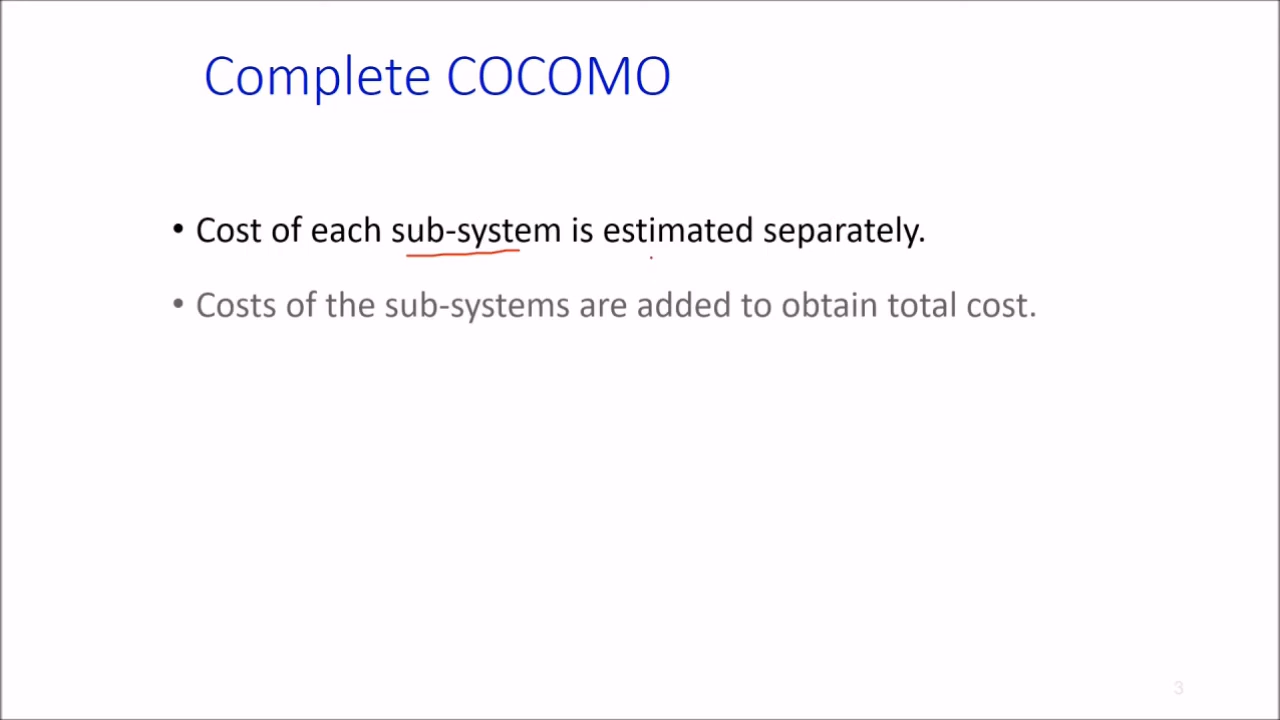 Complete COCOMO
• Cost of each sub-system is estimated separately.
• Costs of the sub-systems are added to obtain total cost.
3